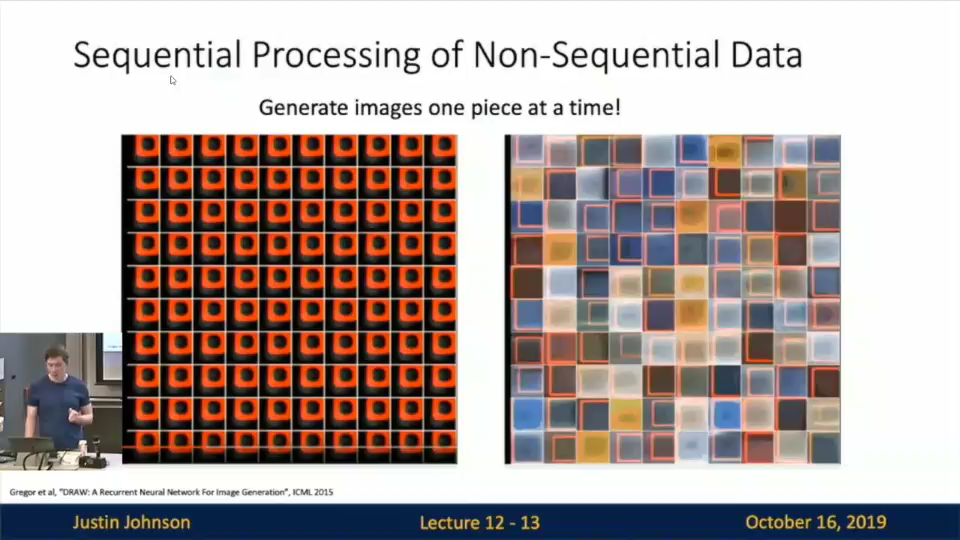 Sequential Processing of Non-Sequential Data
Generate images one piece at a time!
Gregor et al, "DRAW: A Recurrent Neural Network For Image Generation", ICML 2015
Justin Johnson
Lecture 12 - 13
October 16, 2019